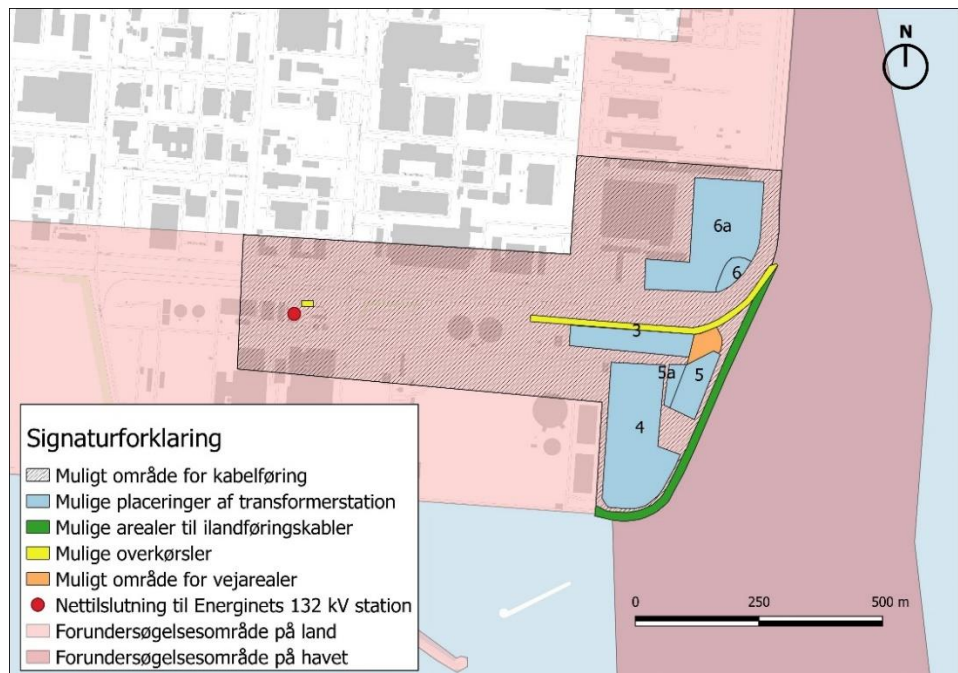 N
6a
6
3
5a
5
4
Signaturforklaring
Muligt område for kabelføring
Mulige placeringer af transformerstation
Mulige arealer til ilandføringskabler
Mulige overkørsler
Muligt område for vejarealer
Nettilslutning til Energinets 132 kV station
Forundersøgelsesområde på land
Forundersøgelsesområde på havet
0 250 500 m